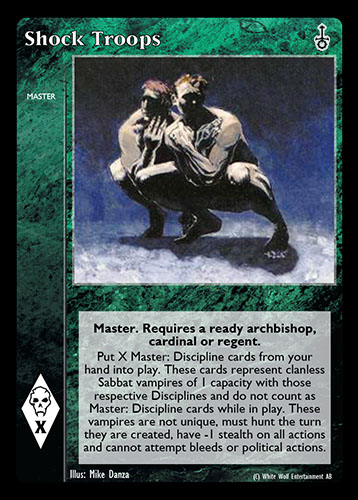 Shock Troops
MASTER
Master. Requires a ready archbishop,
cardinal or regent.
Put X Master: Discipline cards from your
hand into play. These cards represent clanless
Sabbat vampires of 1 capacity with those
respective Disciplines and do not count as
Master: Discipline cards while in play. These
vampires are not unique, must hunt the turn
they are created, have -1 stealth on all actions
and cannot attempt bleeds or political actions.
X
Illus: Mike Danza
(C) White Wolf Entertainment AB